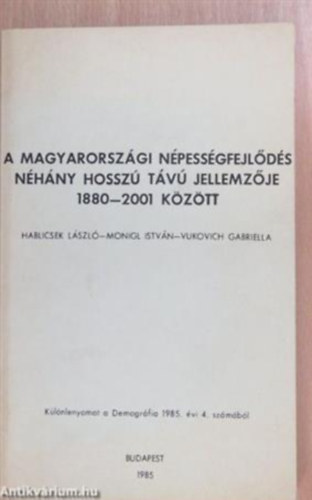 A MAGYARORSZÁGI NÉPESSÉGFEJLŐDÉS
NÉHÁNY HOSSZÚ TÁVÚ JELLEMZŐJE
1880—2001 KÖZÖTT
HABLICSEK LÁSZLÓ—MONIGL ISTVÁN—VUKOVICH GABRIELLA
Különlenyomat a Demográfia 1985. évi 4. számából
BUDAPEST
1985
Antikvárium.hu